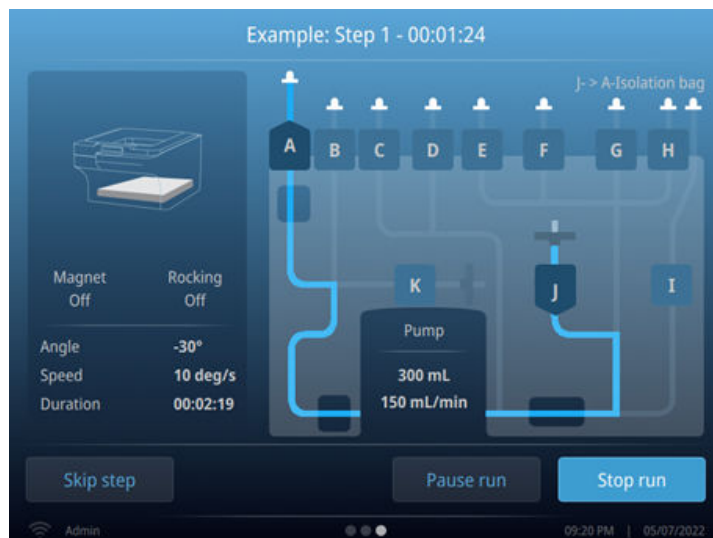 Example: Step 1 - 00:01:24
J- > A-Isolation bag
A B C D E F G H
Magnet Rocking
Off Off
K J I
Angle -30°
Speed 10 deg/s
Duration 00:02:19
Pump
300 mL
150 mL/min
Skip step Pause run Stop run
Admin 09:20 PM | 05/07/2022